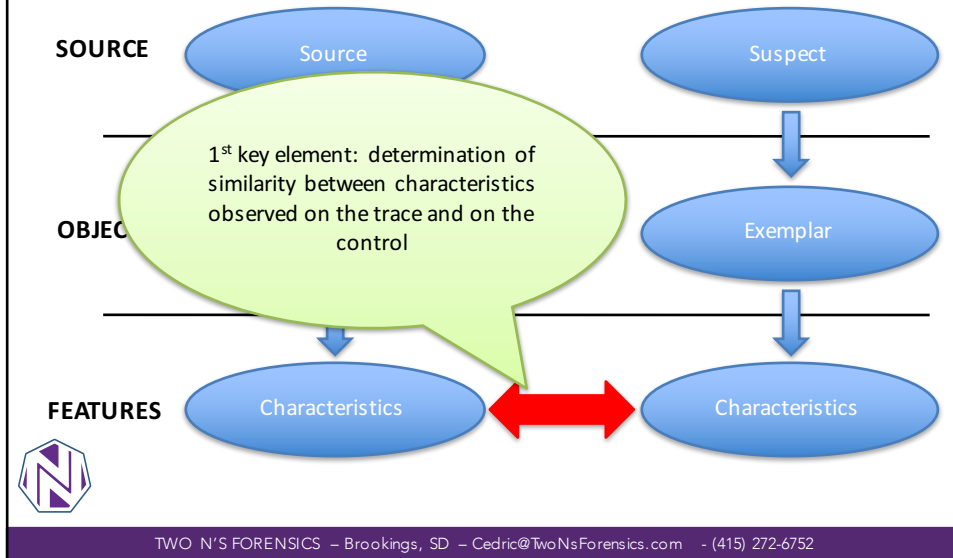 SOURCE
Source
Suspect
1st key element: determination of
similarity between characteristics
observed on the trace and on the
control
OBJEC
Exemplar
FEATURES
Characteristics
Characteristics
N
TWO N'S FORENSICS – Brookings, SD – Cedric@TwoNsForensics.com - (415) 272-6752